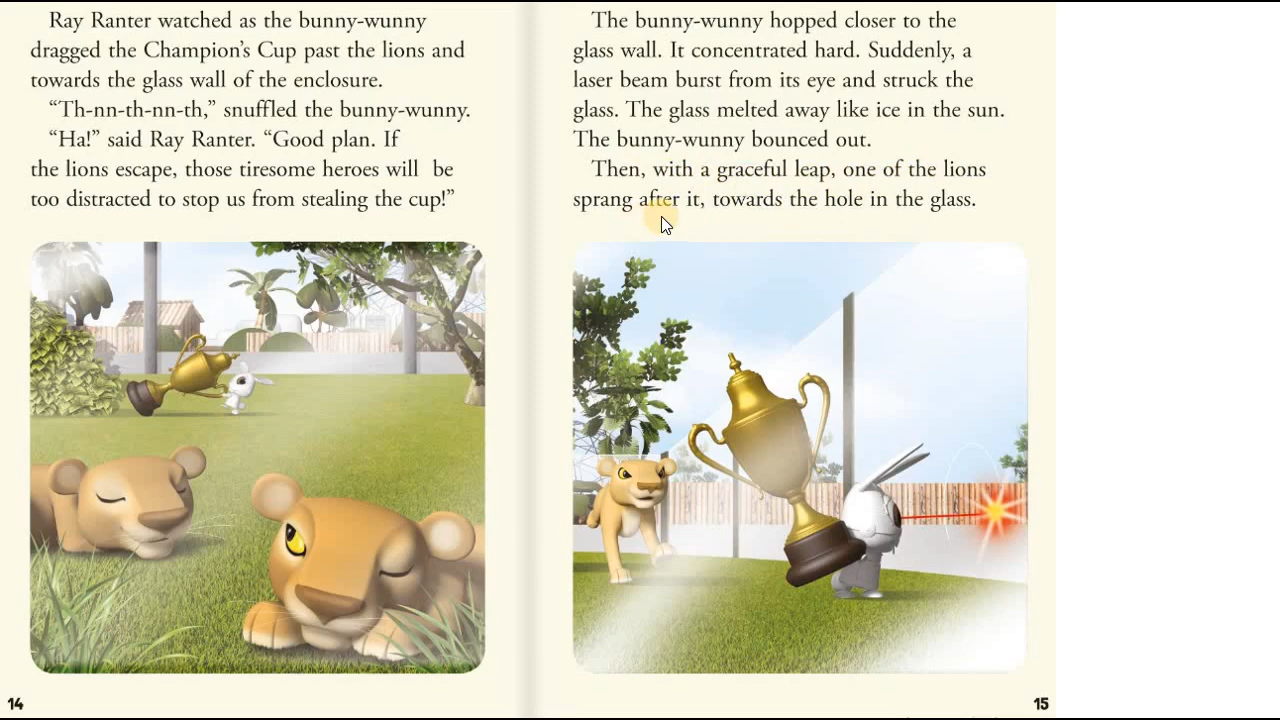 Ray Ranter watched as the bunny-wunny
dragged the Champion’s Cup past the lions and
towards the glass wall of the enclosure.
“Th-nn-th-nn-th,” snuffled the bunny-wunny.
“Ha!” said Ray Ranter. “Good plan. If
the lions escape, those tiresome heroes will be
too distracted to stop us from stealing the cup!”
14
The bunny-wunny hopped closer to the
glass wall. It concentrated hard. Suddenly, a
laser beam burst from its eye and struck the
glass. The glass melted away like ice in the sun.
The bunny-wunny bounced out.
Then, with a graceful leap, one of the lions
sprang after it, towards the hole in the glass.
15